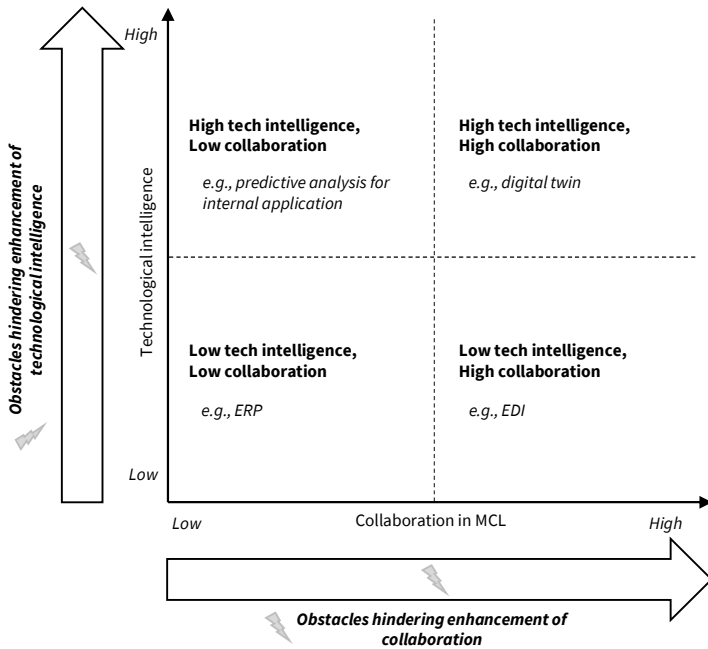 High
High tech intelligence,
Low collaboration
e.g., predictive analysis for
internal application
High tech intelligence,
High collaboration
e.g., digital twin
Obstacles hindering enhancement of
technological intelligence
Technological intelligence
Low tech intelligence,
Low collaboration
e.g., ERP
Low tech intelligence,
High collaboration
e.g., EDI
Low
Low
Collaboration in MCL
High
Obstacles hindering enhancement of
collaboration